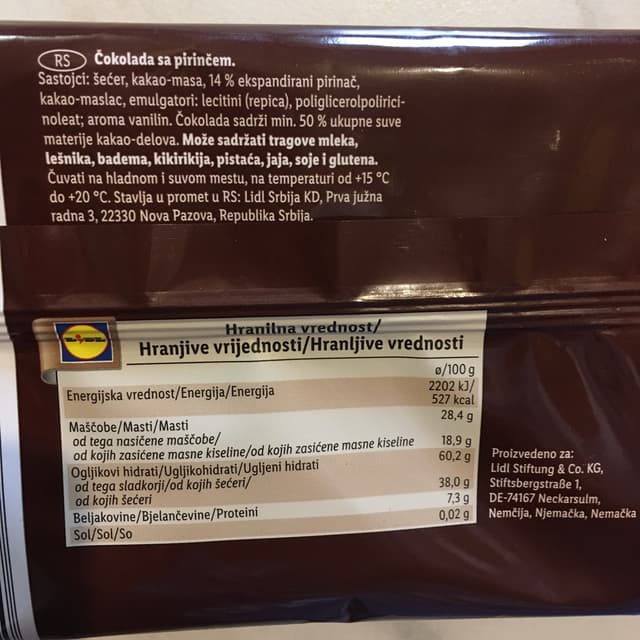 RS Čokolada sa pirinčem.
Sastojci: šećer, kakao-masa, 14 % ekspandirani pirinač,
kakao-maslac, emulgatori: lecitini (repica), poliglicerolpolirici-
noleat; aroma vanilin. Čokolada sadrži min. 50 % ukupne suve
materije kakao-delova. Može sadržati tragove mleka,
lešnika, badema, kikirikija, pistaća, jaja, soje i glutena.
Čuvati na hladnom i suvom mestu, na temperaturi od +15 °C
do +20 °C. Stavlja u promet u RS: Lidl Srbija KD, Prva južna
radna 3, 22330 Nova Pazova, Republika Srbija.
LIDL
Hranilna vrednost/
Hranjive vrijednosti/Hranljive vrednosti
ø/100 g
Energijska vrednost/Energija/Energija 2202 kJ/
527 kcal
Maščobe/Masti/Masti 28,4 g
od tega nasičene maščobe/
od kojih zasićene masne kiseline/od kojih zasićene masne kiseline 18,9 g
Ogljikovi hidrati/Ugljikohidrati/Ugljeni hidrati 60,2 g
od tega sladkorji/od kojih šećeri/
od kojih šećeri 38,0 g
Beljakovine/Bjelančevine/Proteini 7,3 g
Sol/Sol/So 0,02 g
Proizvedeno za:
Lidl Stiftung & Co. KG,
Stiftsbergstraße 1,
DE-74167 Neckarsulm,
Nemčija, Njemačka, Nemačka